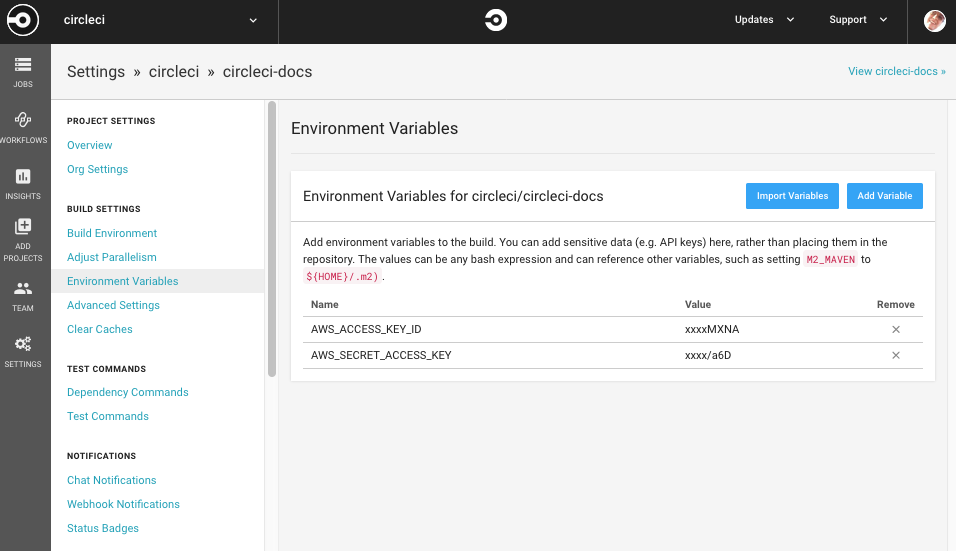 circleci
Updates
Support
JOBS
WORKFLOWS
INSIGHTS
ADD
PROJECTS
TEAM
SETTINGS
Settings » circleci » circleci-docs
View circleci-docs »
PROJECT SETTINGS
Overview
Org Settings
BUILD SETTINGS
Build Environment
Adjust Parallelism
Environment Variables
Advanced Settings
Clear Caches
TEST COMMANDS
Dependency Commands
Test Commands
NOTIFICATIONS
Chat Notifications
Webhook Notifications
Status Badges
Environment Variables
Environment Variables for circleci/circleci-docs
Import Variables
Add Variable
Add environment variables to the build. You can add sensitive data (e.g. API keys) here, rather than placing them in the
repository. The values can be any bash expression and can reference other variables, such as setting M2_MAVEN to
${HOME}/.m2).
Name Value Remove
AWS_ACCESS_KEY_ID xxxxMXNA
AWS_SECRET_ACCESS_KEY xxxx/a6D